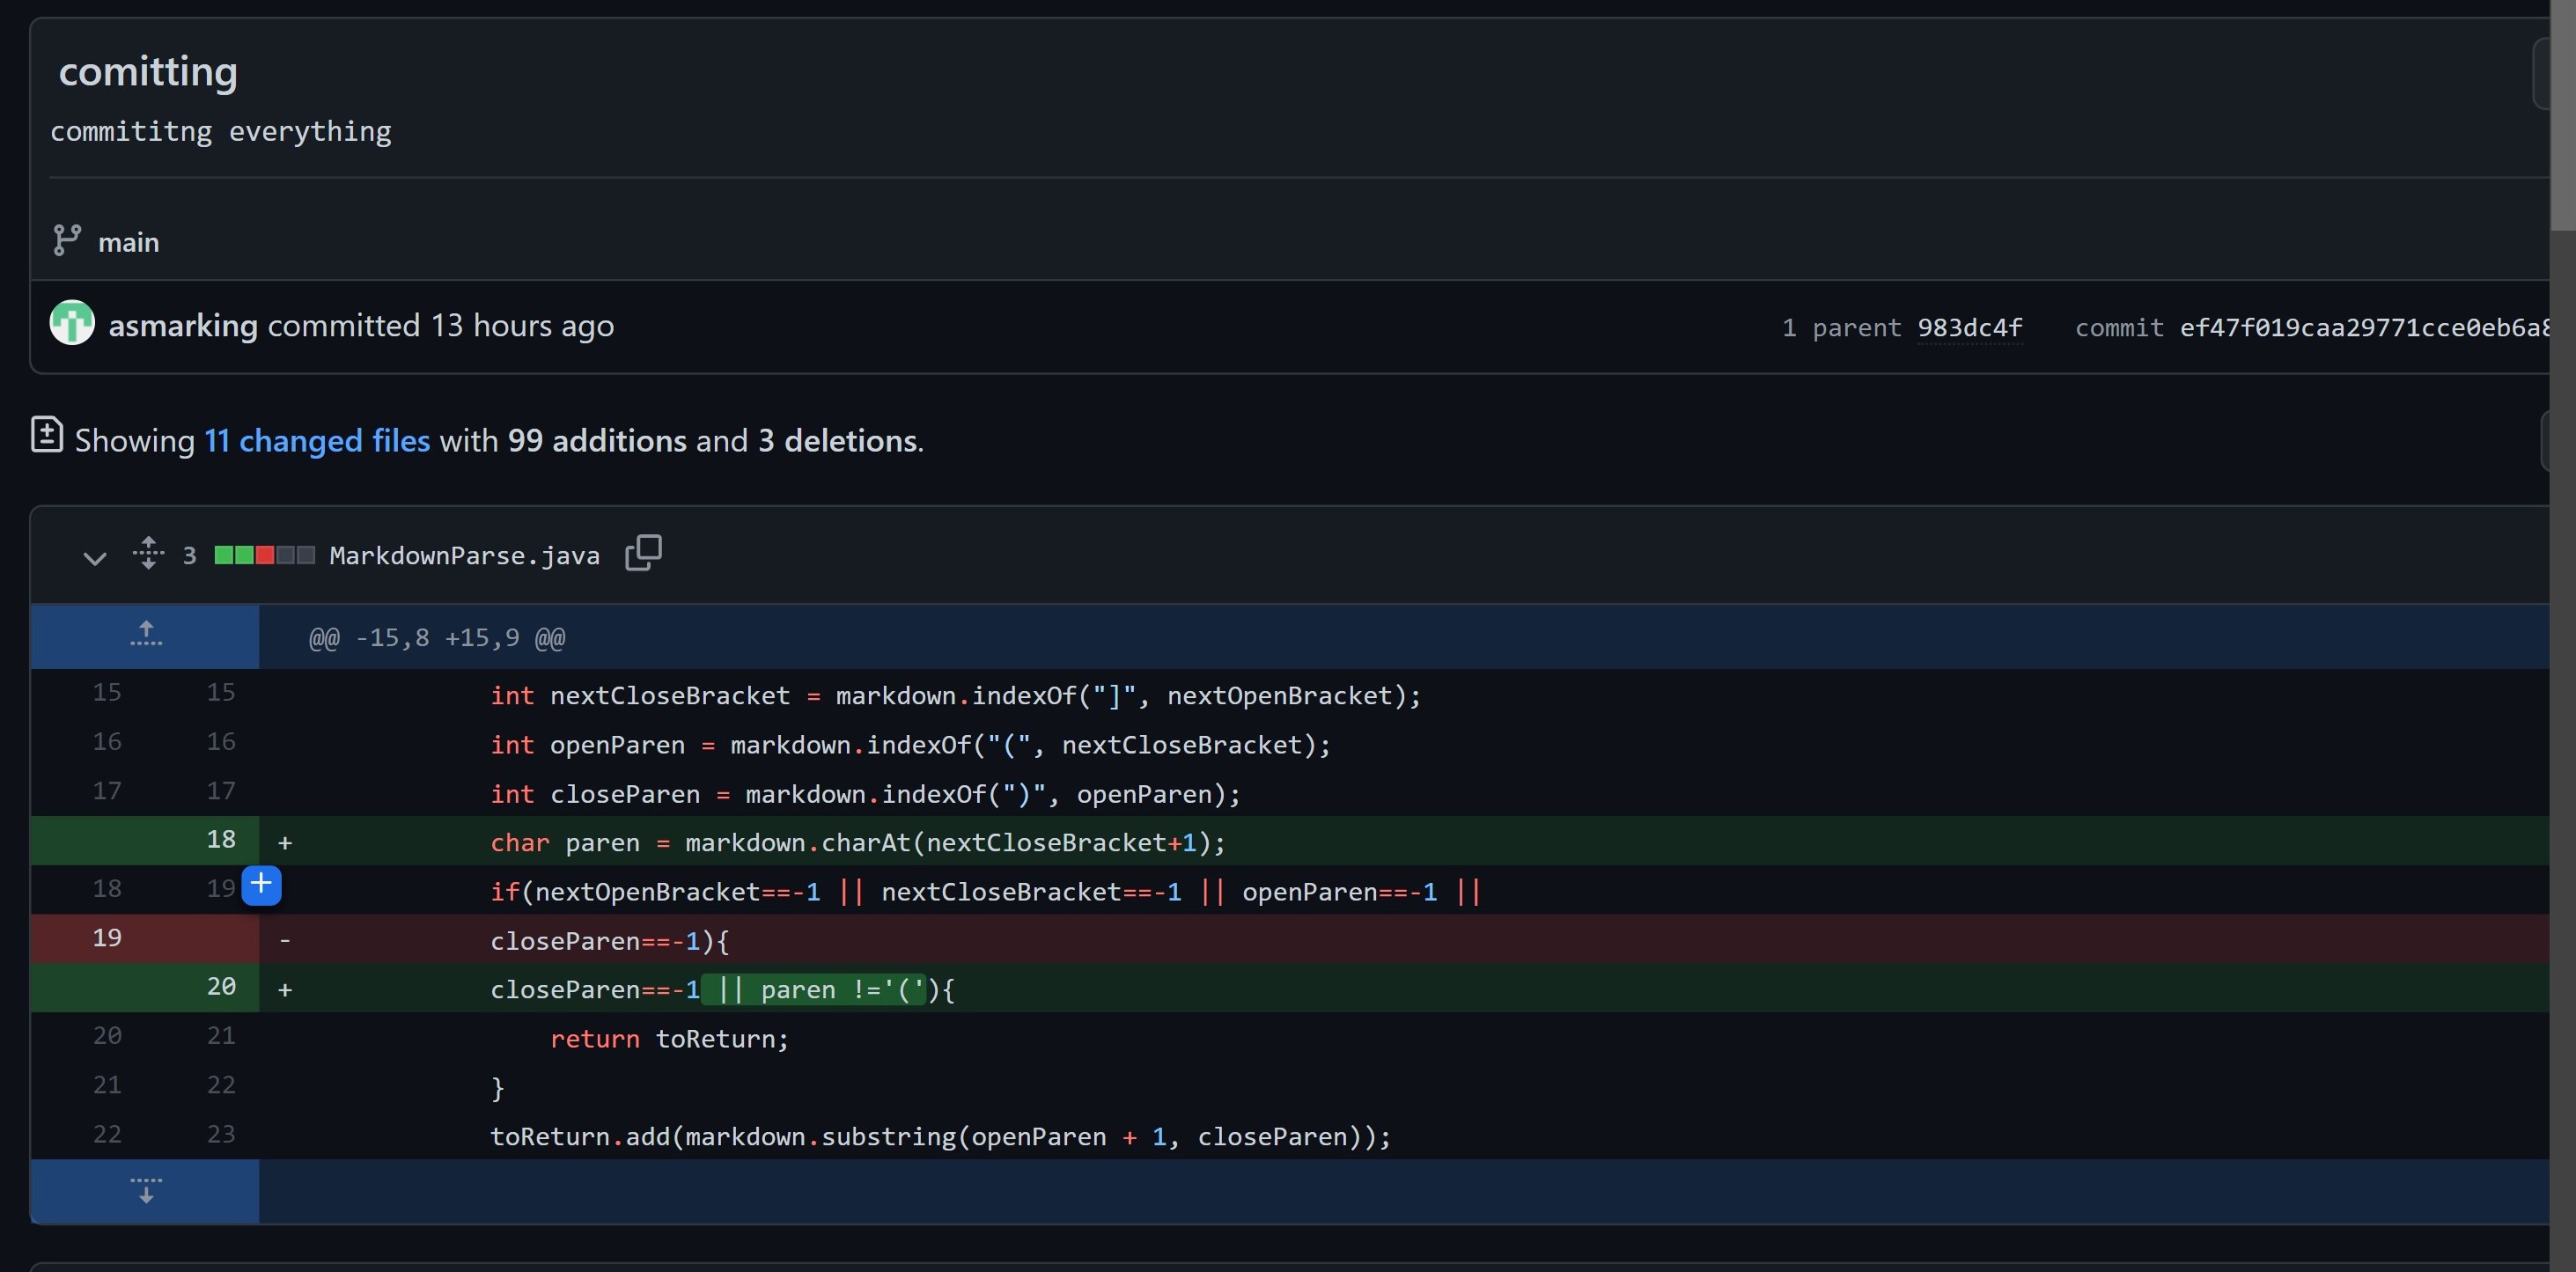 comitting
commititng everything
main
asmarking committed 13 hours ago 1 parent 983dc4f commit ef47f019caa29771cce0eb6a8
Showing 11 changed files with 99 additions and 3 deletions.
3 MarkdownParse.java
@@ -15,8 +15,9 @@
15 15 int nextCloseBracket = markdown.indexOf("]", nextOpenBracket);
16 16 int openParen = markdown.indexOf("(", nextCloseBracket);
17 17 int closeParen = markdown.indexOf(")", openParen);
18 + char paren = markdown.charAt(nextCloseBracket+1);
18 19 if(nextOpenBracket==-1 || nextCloseBracket==-1 || openParen==-1 ||
19 - closeParen==-1){
20 + closeParen==-1 || paren !='('){
20 21 return toReturn;
21 22 }
22 23 toReturn.add(markdown.substring(openParen + 1, closeParen));